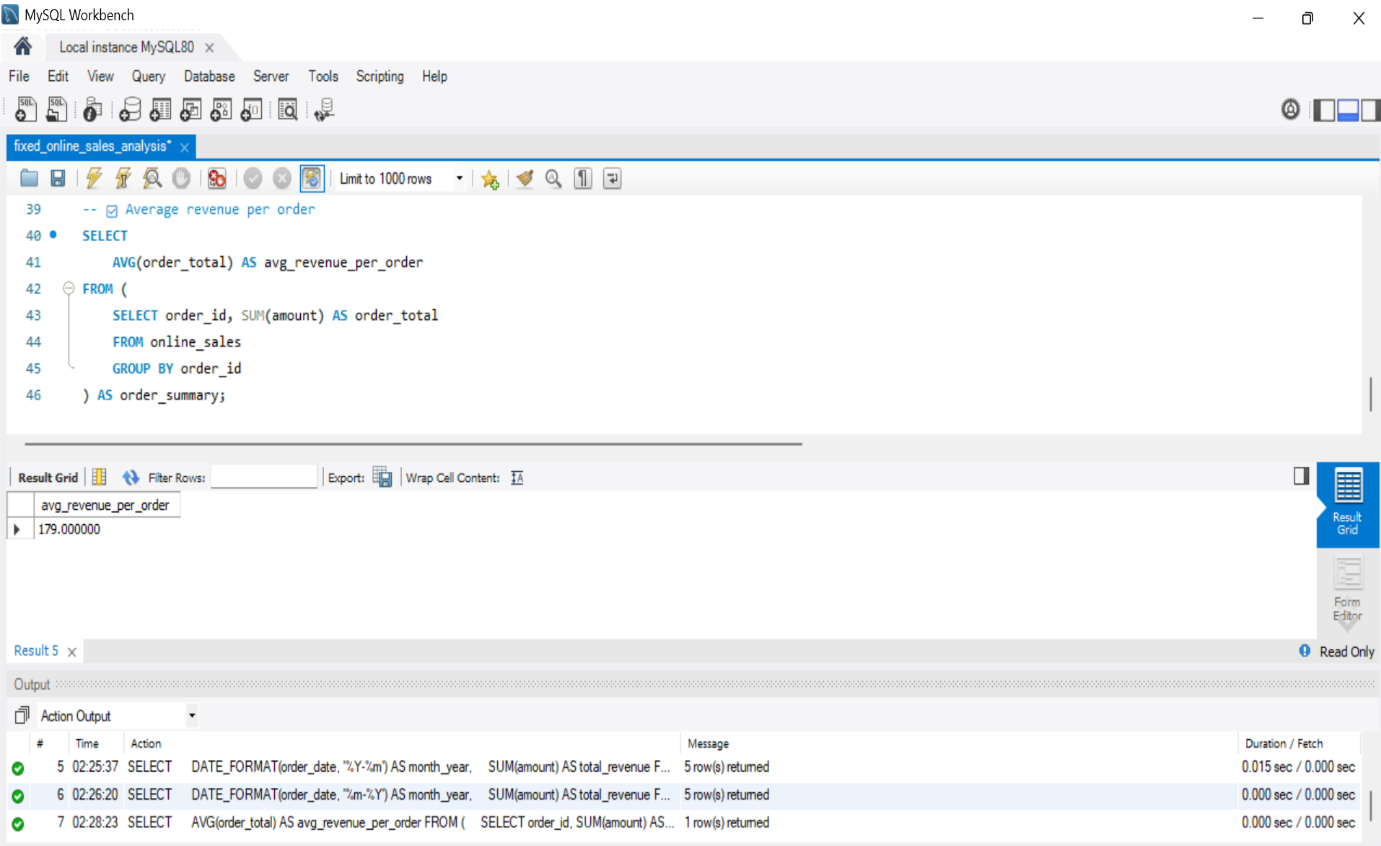 MySQL Workbench
Local instance MySQL80
File Edit View Query Database Server Tools Scripting Help
fixed_online_sales_analysis*
Limit to 1000 rows
39 -- ☑ Average revenue per order
40 SELECT
41 AVG(order_total) AS avg_revenue_per_order
42 FROM (
43 SELECT order_id, SUM(amount) AS order_total
44 FROM online_sales
45 GROUP BY order_id
46 ) AS order_summary;
Result Grid Filter Rows: Export: Wrap Cell Content:
avg_revenue_per_order
179.000000
Result Grid
Form Editor
Result 5
Read Only
Output
Action Output
# Time Action Message Duration / Fetch
5 02:25:37 SELECT DATE_FORMAT(order_date, '%Y-%m') AS month_year, SUM(amount) AS total_revenue F... 5 row(s) returned 0.015 sec / 0.000 sec
6 02:26:20 SELECT DATE_FORMAT(order_date, '%m-%Y') AS month_year, SUM(amount) AS total_revenue F... 5 row(s) returned 0.000 sec / 0.000 sec
7 02:28:23 SELECT AVG(order_total) AS avg_revenue_per_order FROM ( SELECT order_id, SUM(amount) AS... 1 row(s) returned 0.000 sec / 0.000 sec